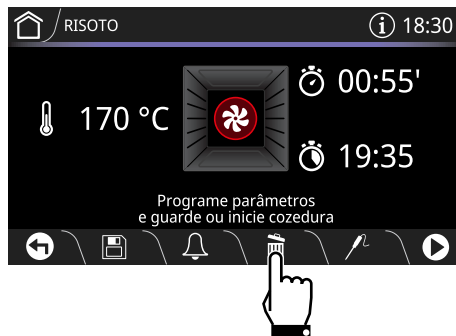 RISOTO
18:30
170 °C
00:55'
19:35
Programe parâmetros
e guarde ou inicie cozedura